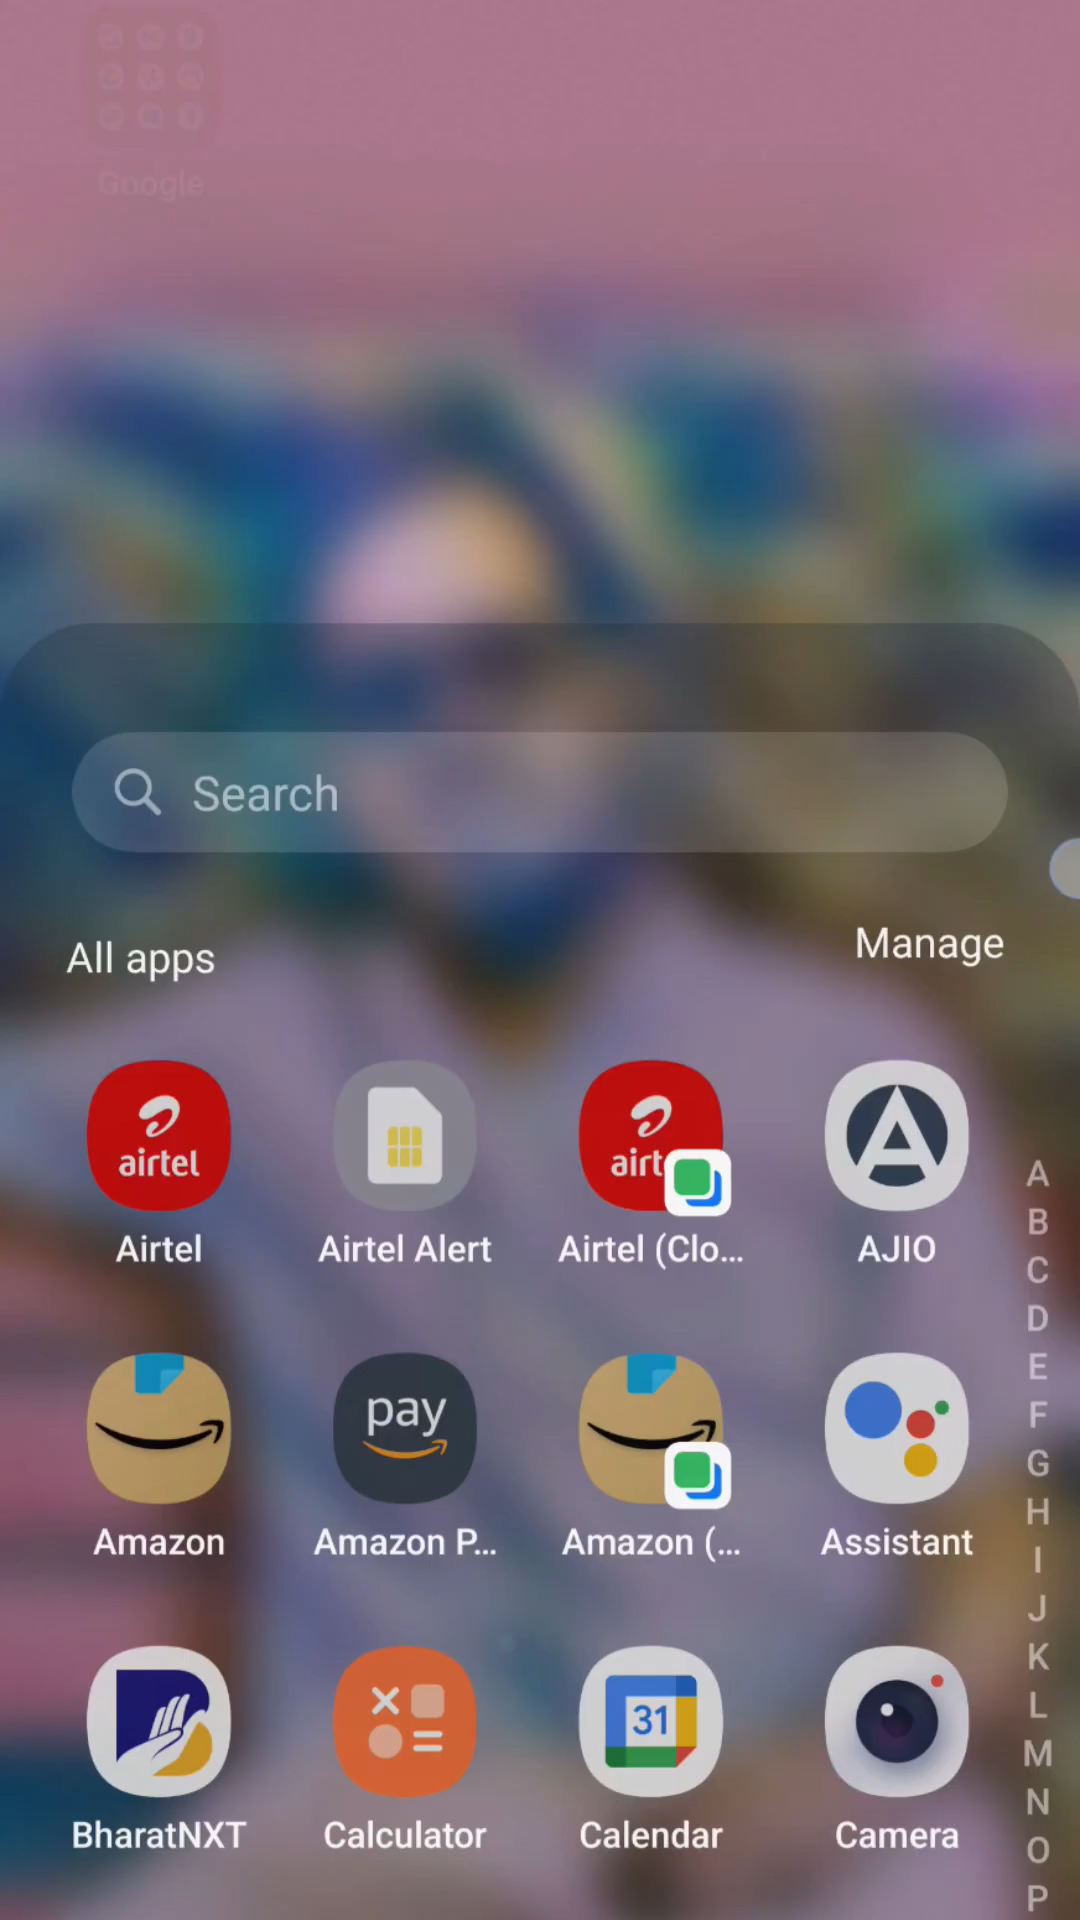 Google
Search
All apps
Manage
airtel
airt
Airtel
Airtel Alert
Airtel (Clo...
AJIO
pay
Amazon
Amazon P...
Amazon (...
Assistant
31
BharatNXT
Calculator
Calendar
Camera
A
B
C
D
E
F
G
H
I
J
K
L
M
N
O
P